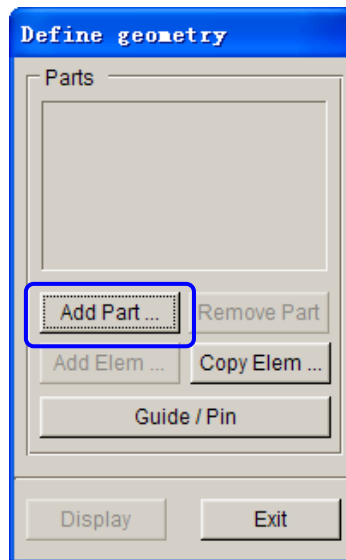 Define geometry
Parts
Add Part ... Remove Part
Add Elem ... Copy Elem ...
Guide / Pin
Display Exit